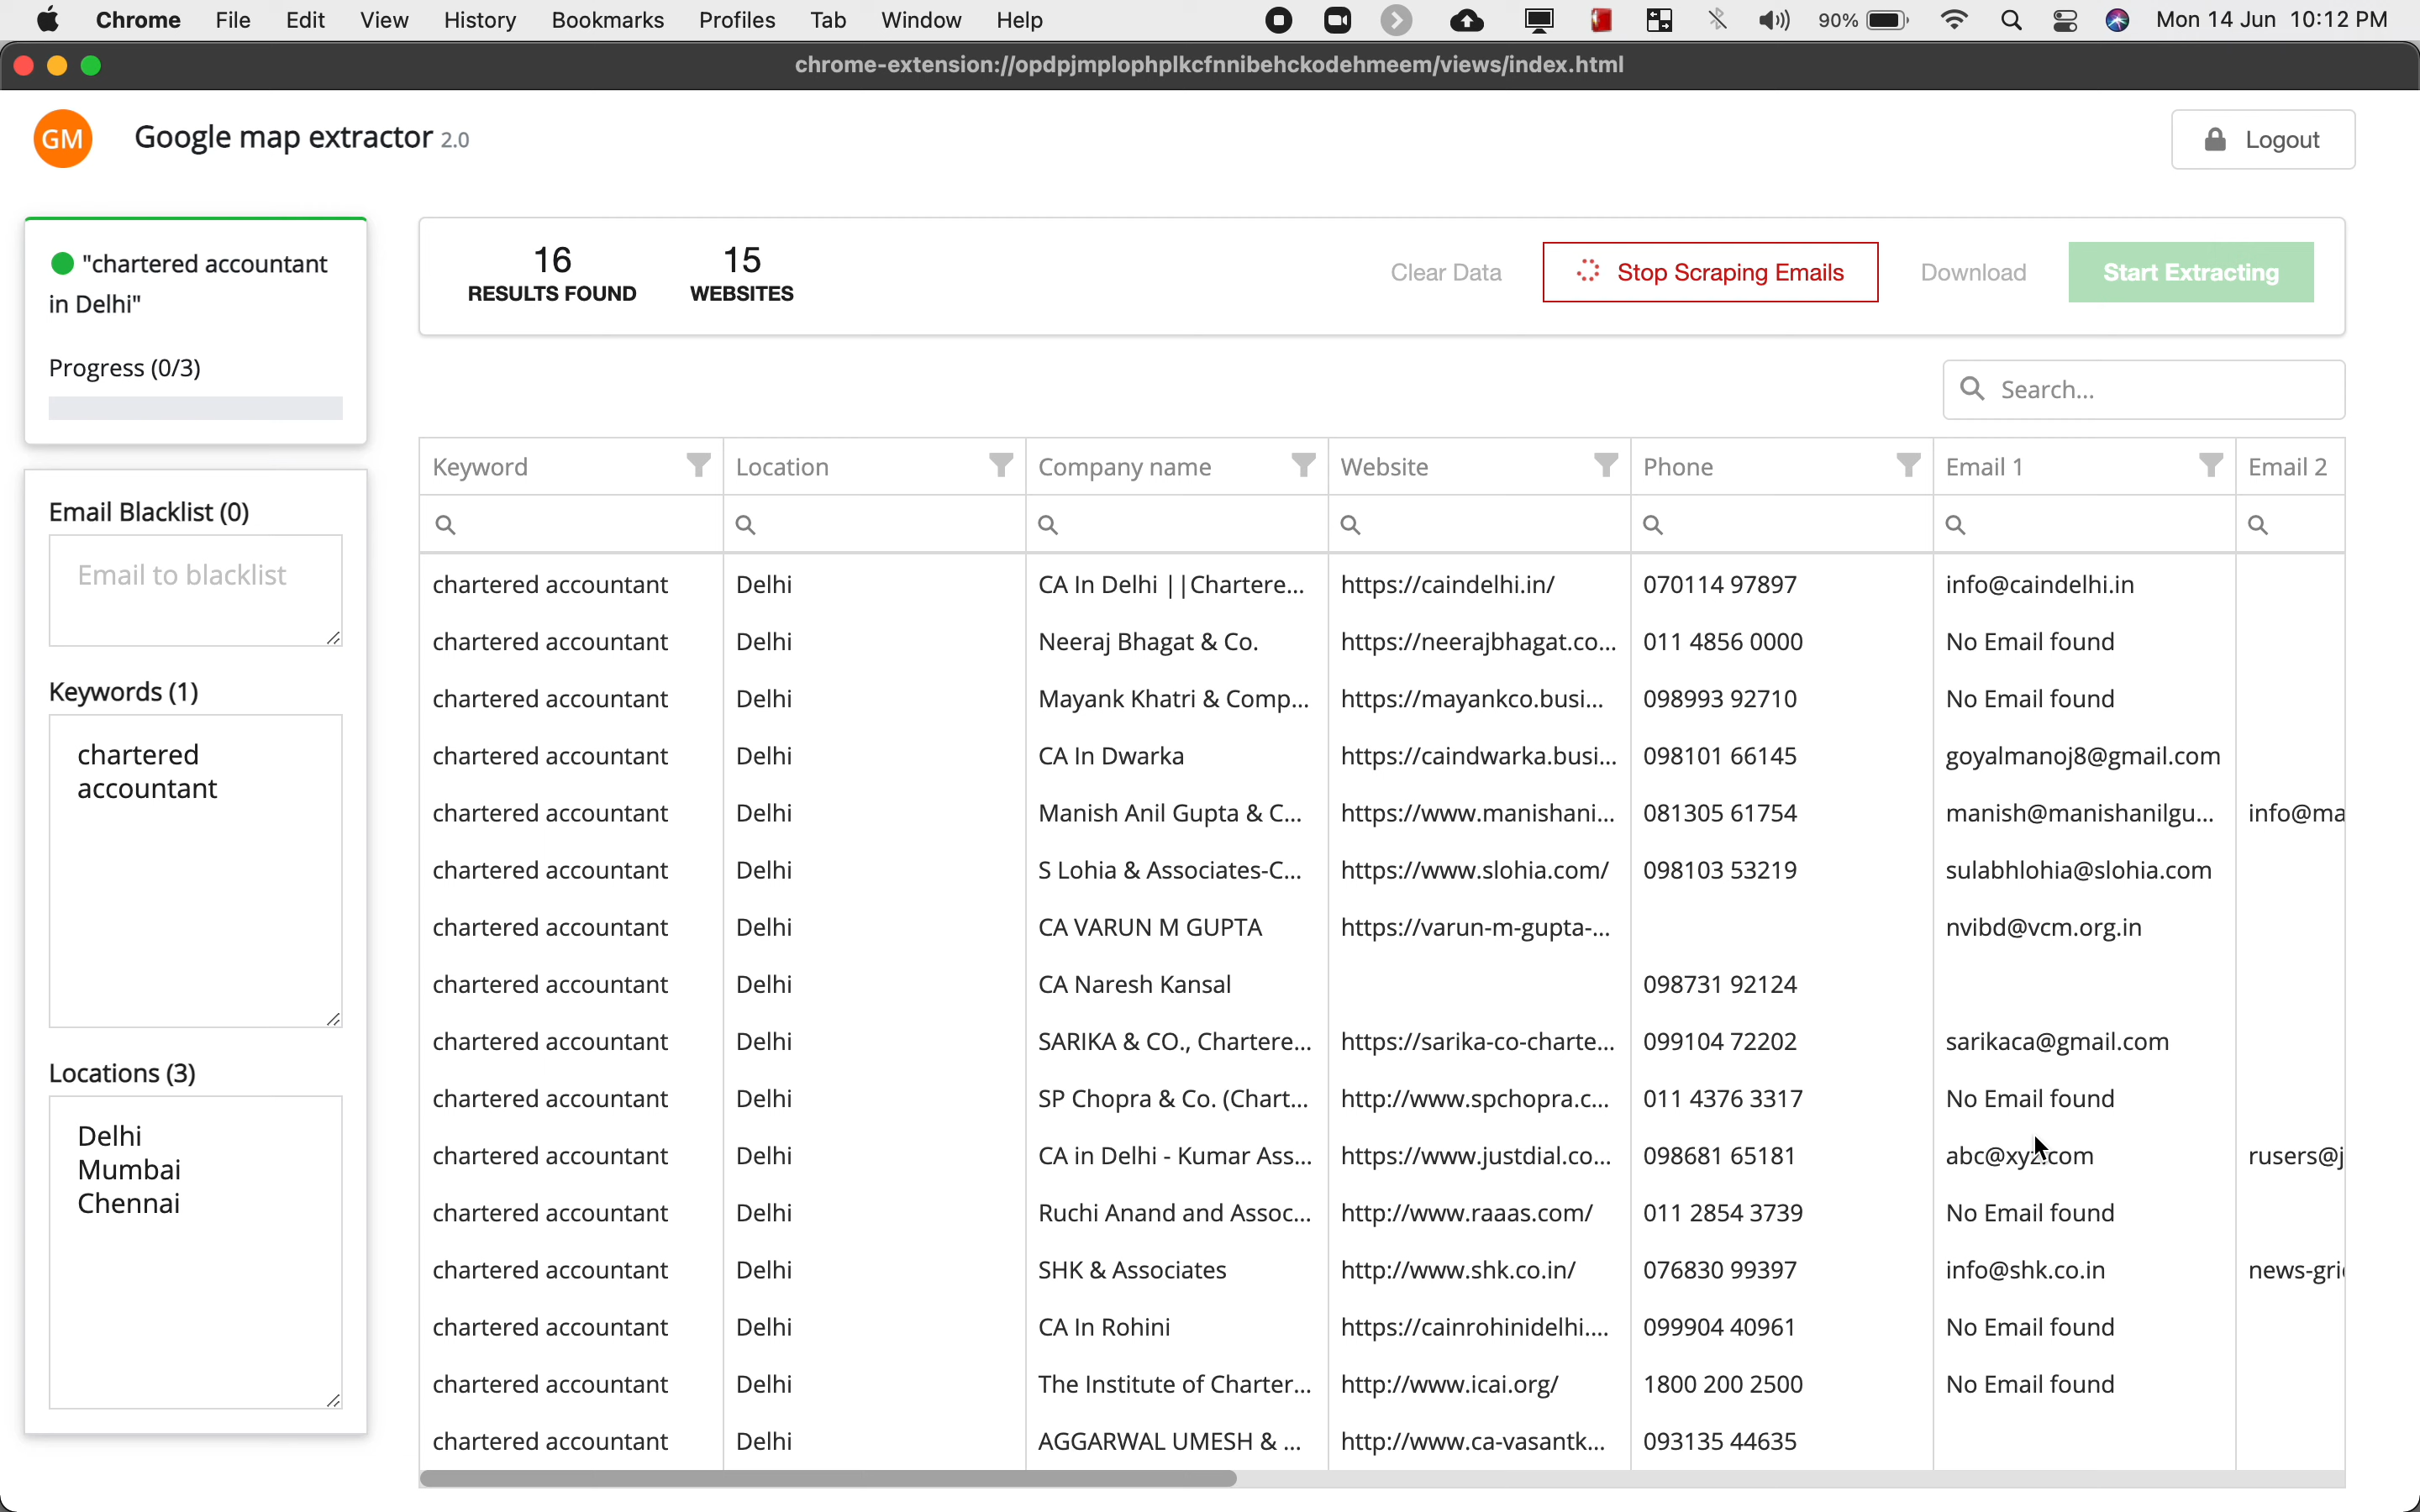 Chrome File Edit View History Bookmarks Profiles Tab Window Help 90% Mon 14 Jun 10:12 PM
chrome-extension://opdpjmplophplkcfnnibehckodehmeem/views/index.html
GM Google map extractor 2.0 Logout
"chartered accountant
in Delhi"
Progress (0/3)
Email Blacklist (0)
Email to blacklist
Keywords (1)
chartered
accountant
Locations (3)
Delhi
Mumbai
Chennai
16 15
RESULTS FOUND WEBSITES
Clear Data Stop Scraping Emails Download Start Extracting
Search...
Keyword Location Company name Website Phone Email 1 Email 2
chartered accountant Delhi CA In Delhi ||Chartere... https://caindelhi.in/ 070114 97897 info@caindelhi.in
chartered accountant Delhi Neeraj Bhagat & Co. https://neerajbhagat.co... 011 4856 0000 No Email found
chartered accountant Delhi Mayank Khatri & Comp... https://mayankco.busi... 098993 92710 No Email found
chartered accountant Delhi CA In Dwarka https://caindwarka.busi... 098101 66145 goyalmanoj8@gmail.com
chartered accountant Delhi Manish Anil Gupta & C... https://www.manishani... 081305 61754 manish@manishanilgu... info@ma
chartered accountant Delhi S Lohia & Associates-C... https://www.slohia.com/ 098103 53219 sulabhlohia@slohia.com
chartered accountant Delhi CA VARUN M GUPTA https://varun-m-gupta-... nvibd@vcm.org.in
chartered accountant Delhi CA Naresh Kansal 098731 92124
chartered accountant Delhi SARIKA & CO., Chartere... https://sarika-co-charte... 099104 72202 sarikaca@gmail.com
chartered accountant Delhi SP Chopra & Co. (Chart... http://www.spchopra.c... 011 4376 3317 No Email found
chartered accountant Delhi CA in Delhi - Kumar Ass... https://www.justdial.co... 098681 65181 abc@xyz.com rusers@j
chartered accountant Delhi Ruchi Anand and Assoc... http://www.raaas.com/ 011 2854 3739 No Email found
chartered accountant Delhi SHK & Associates http://www.shk.co.in/ 076830 99397 info@shk.co.in news-gri
chartered accountant Delhi CA In Rohini https://cainrohinidelhi.... 099904 40961 No Email found
chartered accountant Delhi The Institute of Charter... http://www.icai.org/ 1800 200 2500 No Email found
chartered accountant Delhi AGGARWAL UMESH & ... http://www.ca-vasantk... 093135 44635